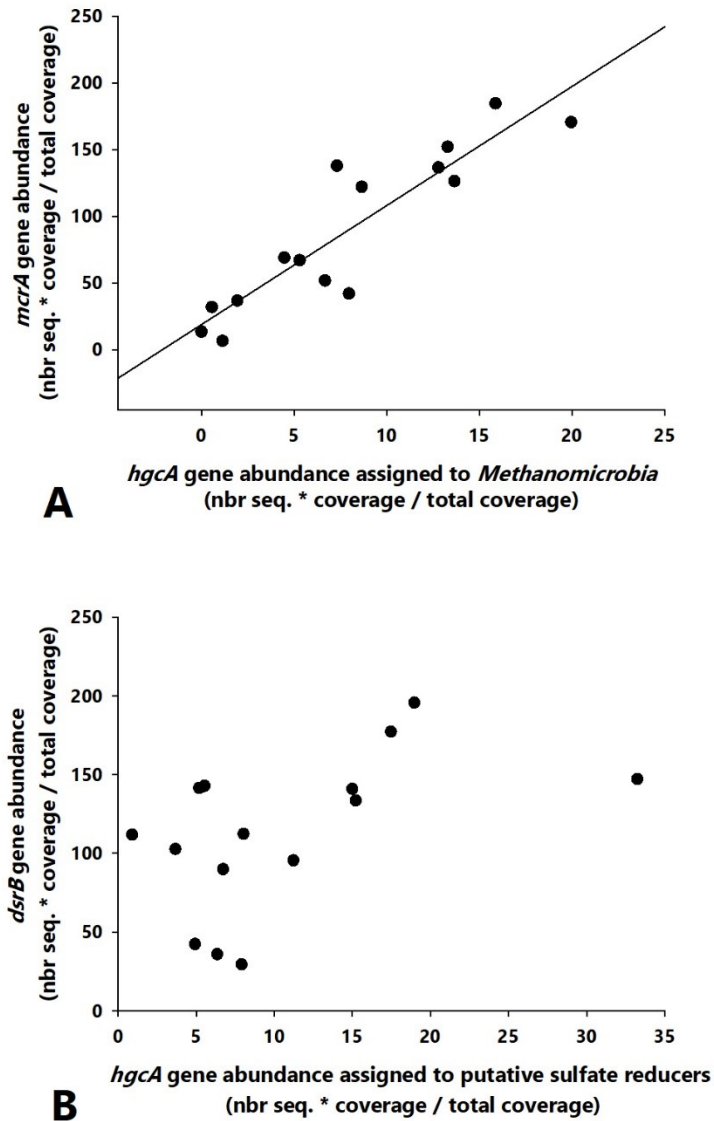 250
200
150
100
50
0
mcrA gene abundance
(nbr seq. * coverage / total coverage)
0 5 10 15 20 25
hgcA gene abundance assigned to Methanomicrobia
(nbr seq. * coverage / total coverage)
A
250
200
150
100
50
0
dsrB gene abundance
(nbr seq. * coverage / total coverage)
0 5 10 15 20 25 30 35
hgcA gene abundance assigned to putative sulfate reducers
(nbr seq. * coverage / total coverage)
B